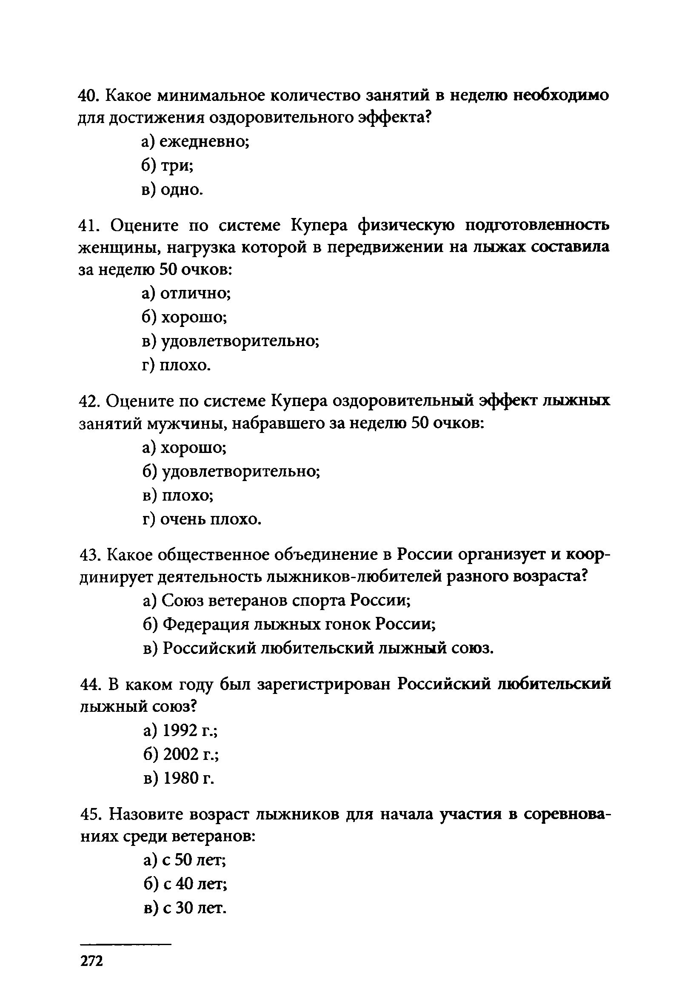 40. Какое минимальное количество занятий в неделю необходимо
для достижения оздоровительного эффекта?
а) ежедневно;
б) три;
в) одно.
41. Оцените по системе Купера физическую подготовленность
женщины, нагрузка которой в передвижении на лыжах составила
за неделю 50 очков:
а) отлично;
б) хорошо;
в) удовлетворительно;
г) плохо.
42. Оцените по системе Купера оздоровительный эффект лыжных
занятий мужчины, набравшего за неделю 50 очков:
а) хорошо;
б) удовлетворительно;
в) плохо;
г) очень плохо.
43. Какое общественное объединение в России организует и коор-
динирует деятельность лыжников-любителей разного возраста?
а) Союз ветеранов спорта России;
б) Федерация лыжных гонок России;
в) Российский любительский лыжный союз.
44. В каком году был зарегистрирован Российский любительский
лыжный союз?
а) 1992 г.;
б) 2002 г.;
в) 1980 г.
45. Назовите возраст лыжников для начала участия в соревнова-
ниях среди ветеранов:
а) с 50 лет;
б) с 40 лет;
в) с 30 лет.
272